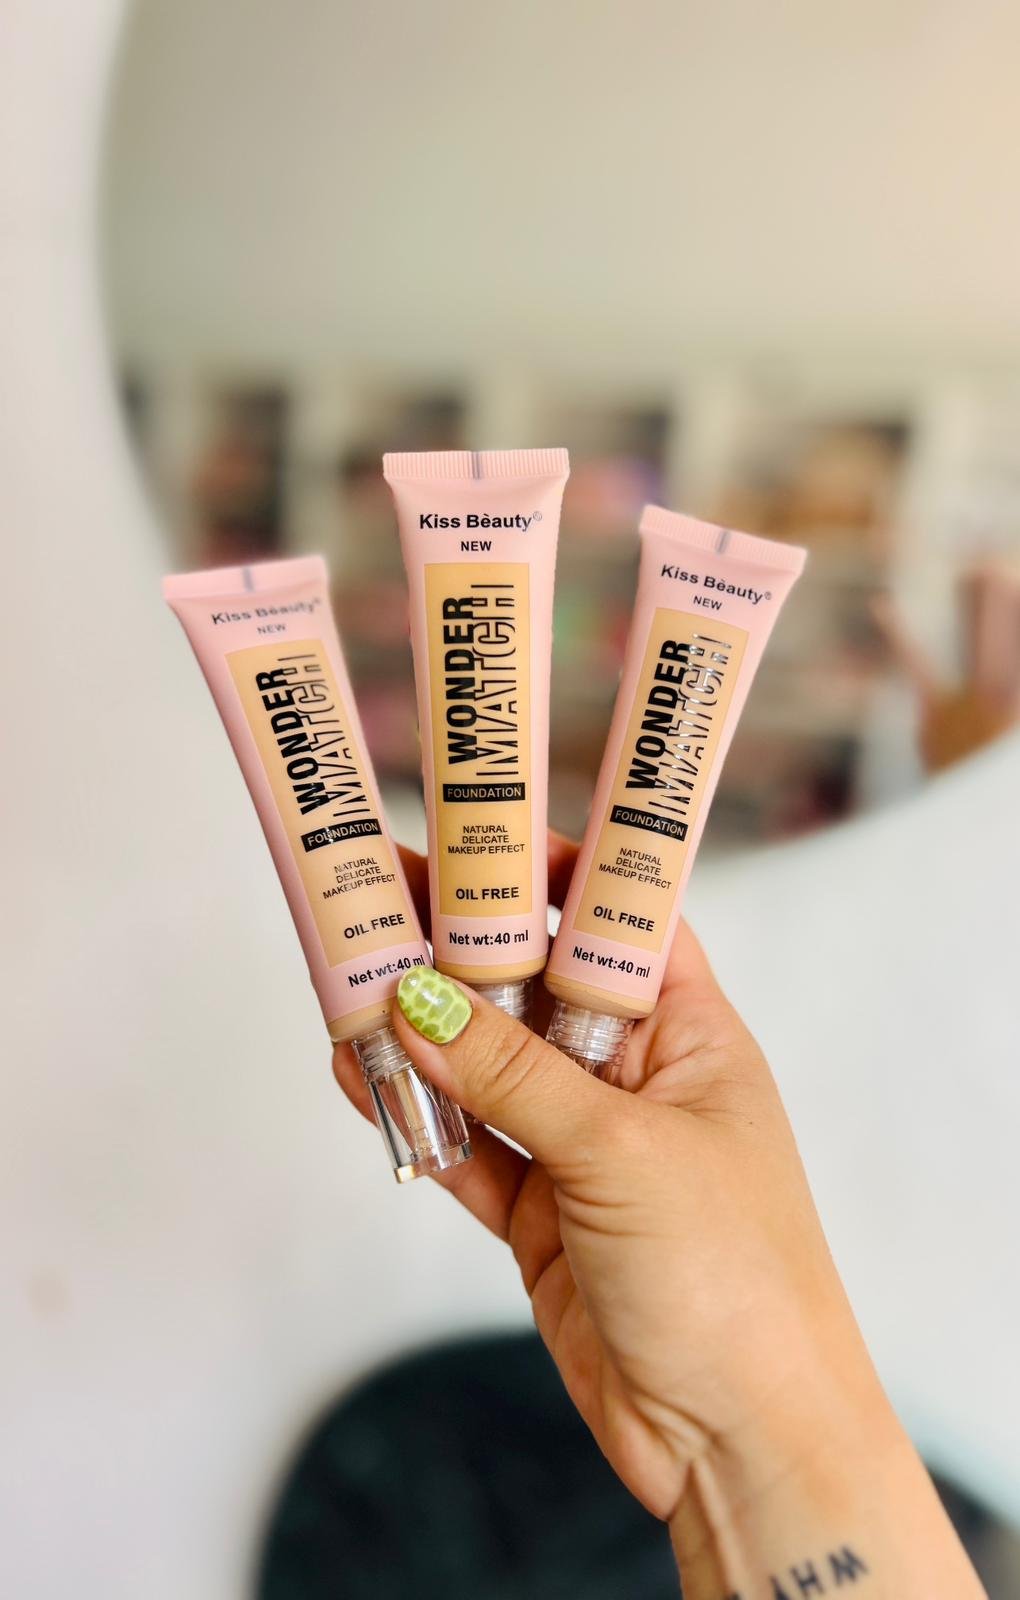 Kiss Bèauty®
NEW
WONDER
MATCH
FOUNDATION
NATURAL
DELICATE
MAKEUP EFFECT
OIL FREE
Net wt:40 ml
Kiss Bèauty®
NEW
WONDER
MATCH
FOUNDATION
NATURAL
DELICATE
MAKEUP EFFECT
OIL FREE
Net wt:40 ml
Kiss Bèauty®
NEW
WONDER
MATCH
FOUNDATION
NATURAL
DELICATE
MAKEUP EFFECT
OIL FREE
Net wt:40 ml
WHY